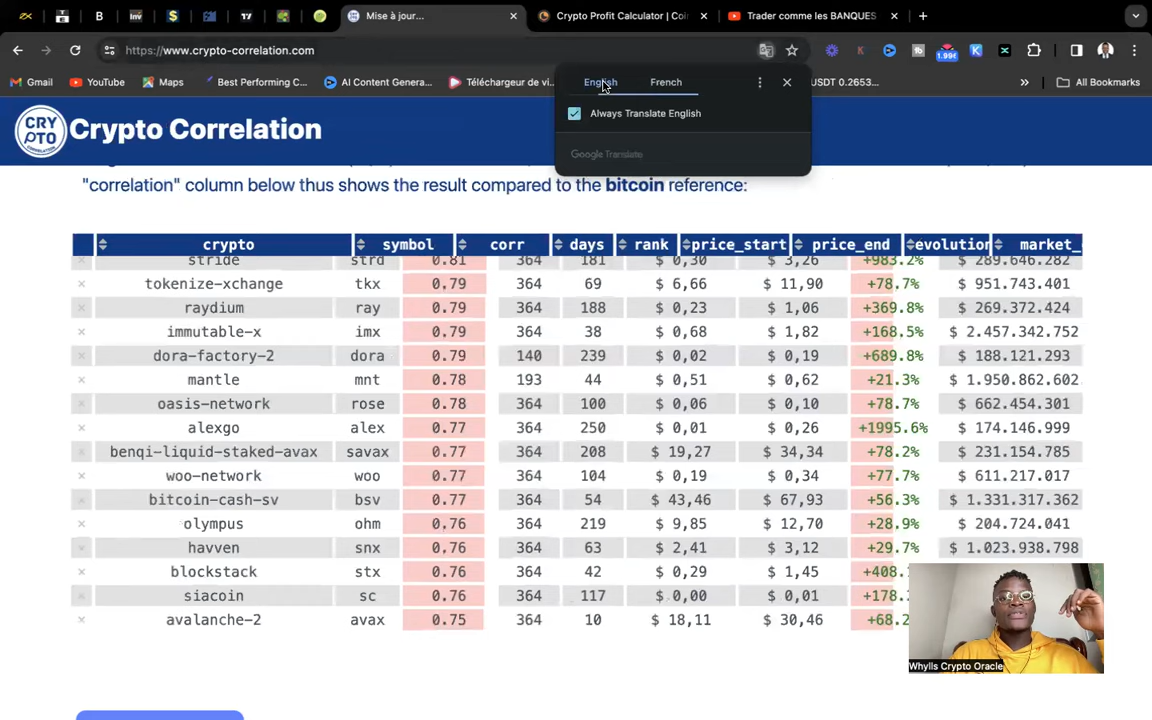 Mise à jour...
Crypto Profit Calculator | Coi
Trader comme les BANQUES
https://www.crypto-correlation.com
1.99€
Gmail
YouTube
Maps
Best Performing C...
AI Content Genera...
Téléchargeur de vi...
USDT 0.2653...
All Bookmarks
English
French
Always Translate English
Google Translate
CRY PTO
CORRELATION
Crypto Correlation
"correlation" column below thus shows the result compared to the bitcoin reference:
crypto symbol corr days rank price_start price_end evolution market_
stride strd 0.81 364 181 $ 0,30 $ 3,26 +983.2% $ 289.646.282
tokenize-xchange tkx 0.79 364 69 $ 6,66 $ 11,90 +78.7% $ 951.743.401
raydium ray 0.79 364 188 $ 0,23 $ 1,06 +369.8% $ 269.372.424
immutable-x imx 0.79 364 38 $ 0,68 $ 1,82 +168.5% $ 2.457.342.752
dora-factory-2 dora 0.79 140 239 $ 0,02 $ 0,19 +689.8% $ 188.121.293
mantle mnt 0.78 193 44 $ 0,51 $ 0,62 +21.3% $ 1.950.862.602
oasis-network rose 0.78 364 100 $ 0,06 $ 0,10 +78.7% $ 662.454.301
alexgo alex 0.77 364 250 $ 0,01 $ 0,26 +1995.6% $ 174.146.999
benqi-liquid-staked-avax savax 0.77 364 208 $ 19,27 $ 34,34 +78.2% $ 231.154.785
woo-network woo 0.77 364 104 $ 0,19 $ 0,34 +77.7% $ 611.217.017
bitcoin-cash-sv bsv 0.77 364 54 $ 43,46 $ 67,93 +56.3% $ 1.331.317.362
olympus ohm 0.76 364 219 $ 9,85 $ 12,70 +28.9% $ 204.724.041
havven snx 0.76 364 63 $ 2,41 $ 3,12 +29.7% $ 1.023.938.798
blockstack stx 0.76 364 42 $ 0,29 $ 1,45 +408.
siacoin sc 0.76 364 117 $ 0,00 $ 0,01 +178.
avalanche-2 avax 0.75 364 10 $ 18,11 $ 30,46 +68.2
Whylls Crypto Oracle